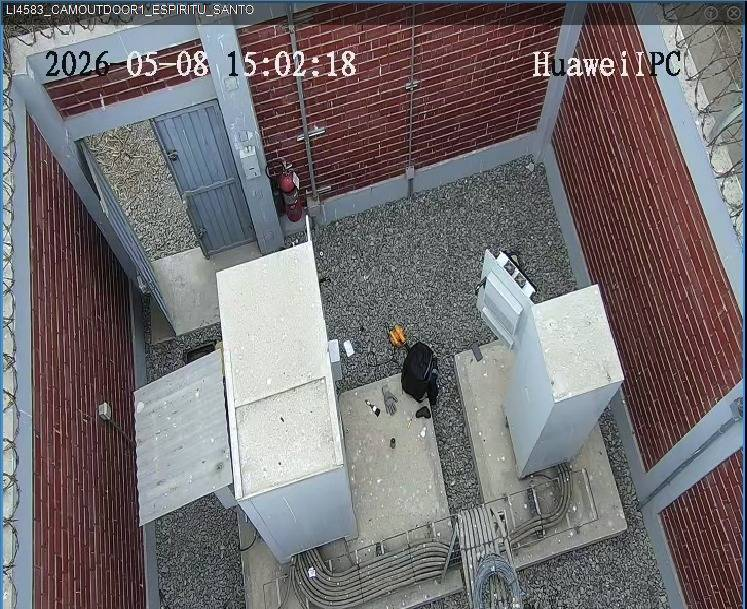 LI4583_CAMOUTDOOR1_ESPIRITU_SANTO
2026-05-08 15:02:18
HuaweiIPC